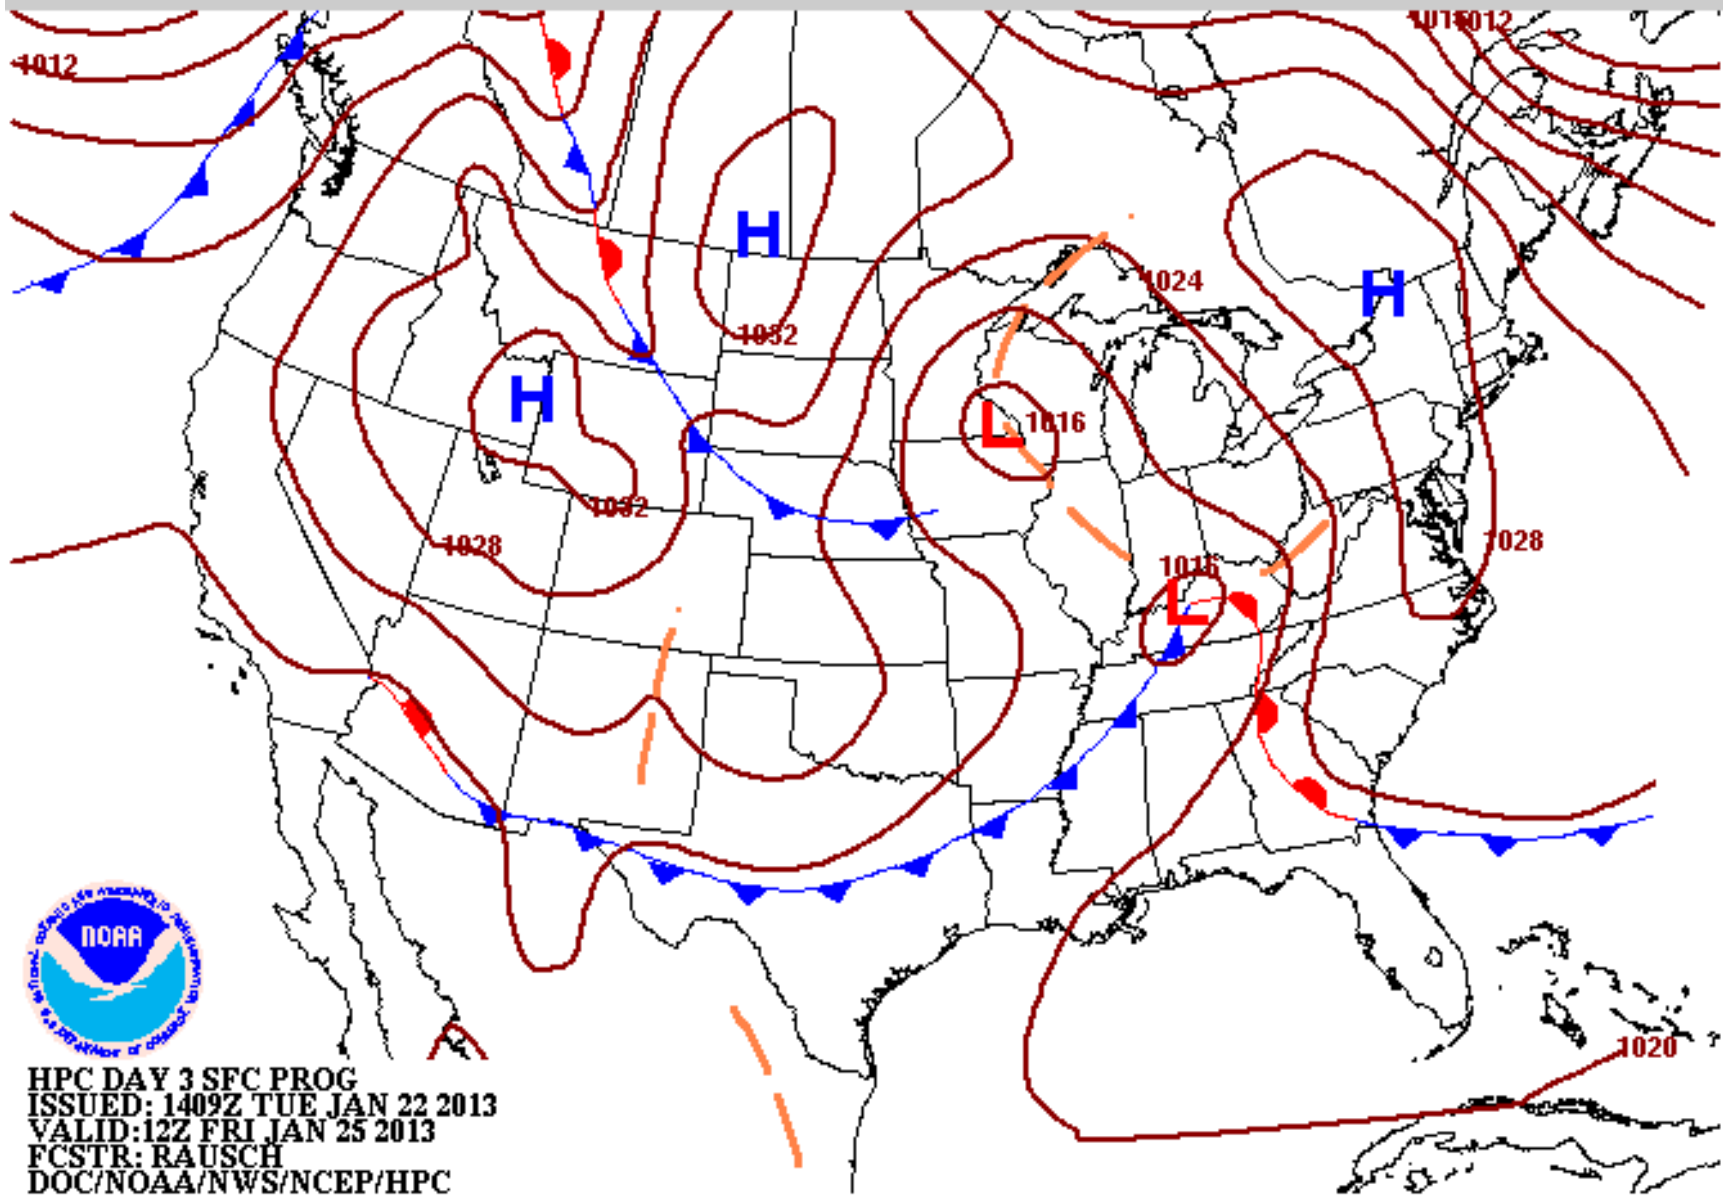 1016 1012
1012
H
1024
H
1032
H
L 1016
1032
1028
1028
1016
L
NOAA
1020
HPC DAY 3 SFC PROG
ISSUED: 1409Z TUE JAN 22 2013
VALID:12Z FRI JAN 25 2013
FCSTR: RAUSCH
DOC/NOAA/NWS/NCEP/HPC